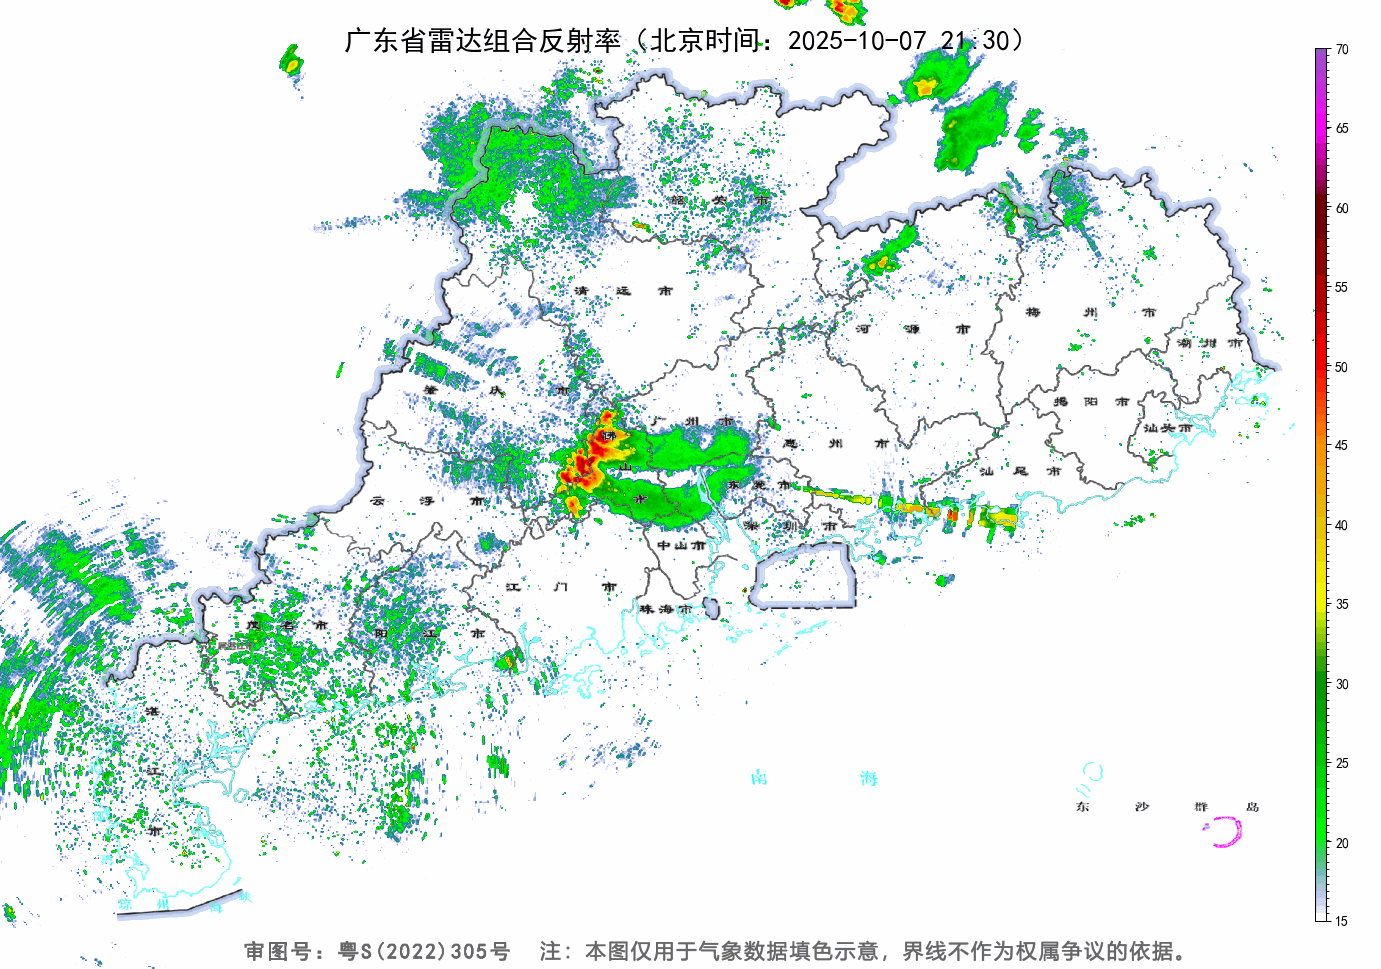 广东省雷达组合反射率（北京时间：2025-10-07 21:30）
70
65
60
55
50
45
40
35
30
25
20
15
韶关市
清远市
河源市
梅州市
潮州市
肇庆市
广州市
惠州市
揭阳市
汕头市
佛山市
汕尾市
云浮市
东莞市
深圳市
中山市
江门市
珠海市
茂名市
阳江市
湛江市
南海
东沙群岛
琼州海峡
审图号：粤S(2022)305号 注：本图仅用于气象数据填色示意，界线不作为权属争议的依据。